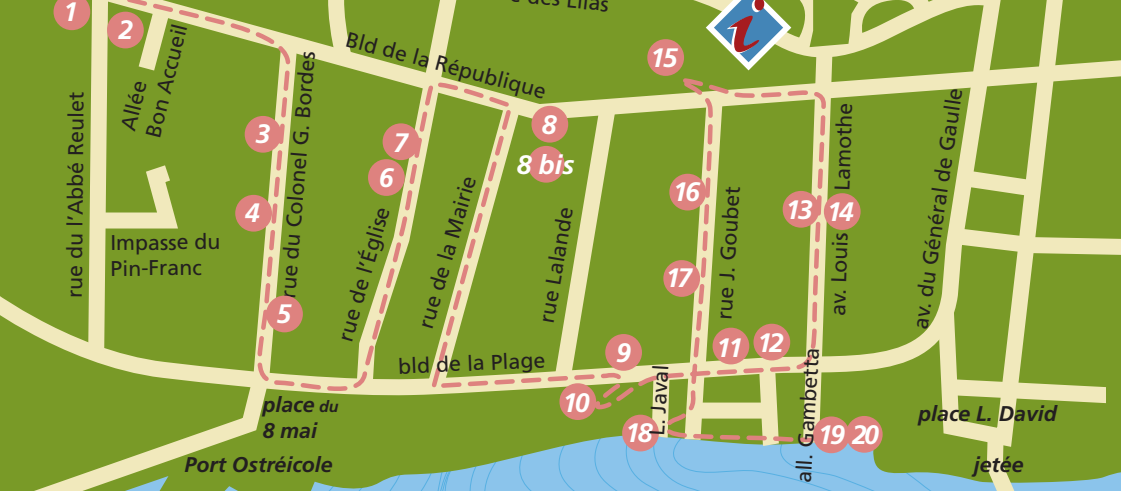 e des Lilas
i
1
2
Allée
Bon Accueil
Bld de la République
15
rue du l'Abbé Reulet
3
rue du Colonel G. Bordes
7
8
8 bis
6
4
16
13
14
av. Louis Lamothe
av. du Général de Gaulle
Impasse du
Pin-Franc
rue de l'Église
rue de la Mairie
rue Lalande
rue J. Goubet
17
5
9
11
12
bld de la Plage
10
L. Javal
all. Gambetta
place du
8 mai
18
19
20
place L. David
Port Ostréicole
jetée